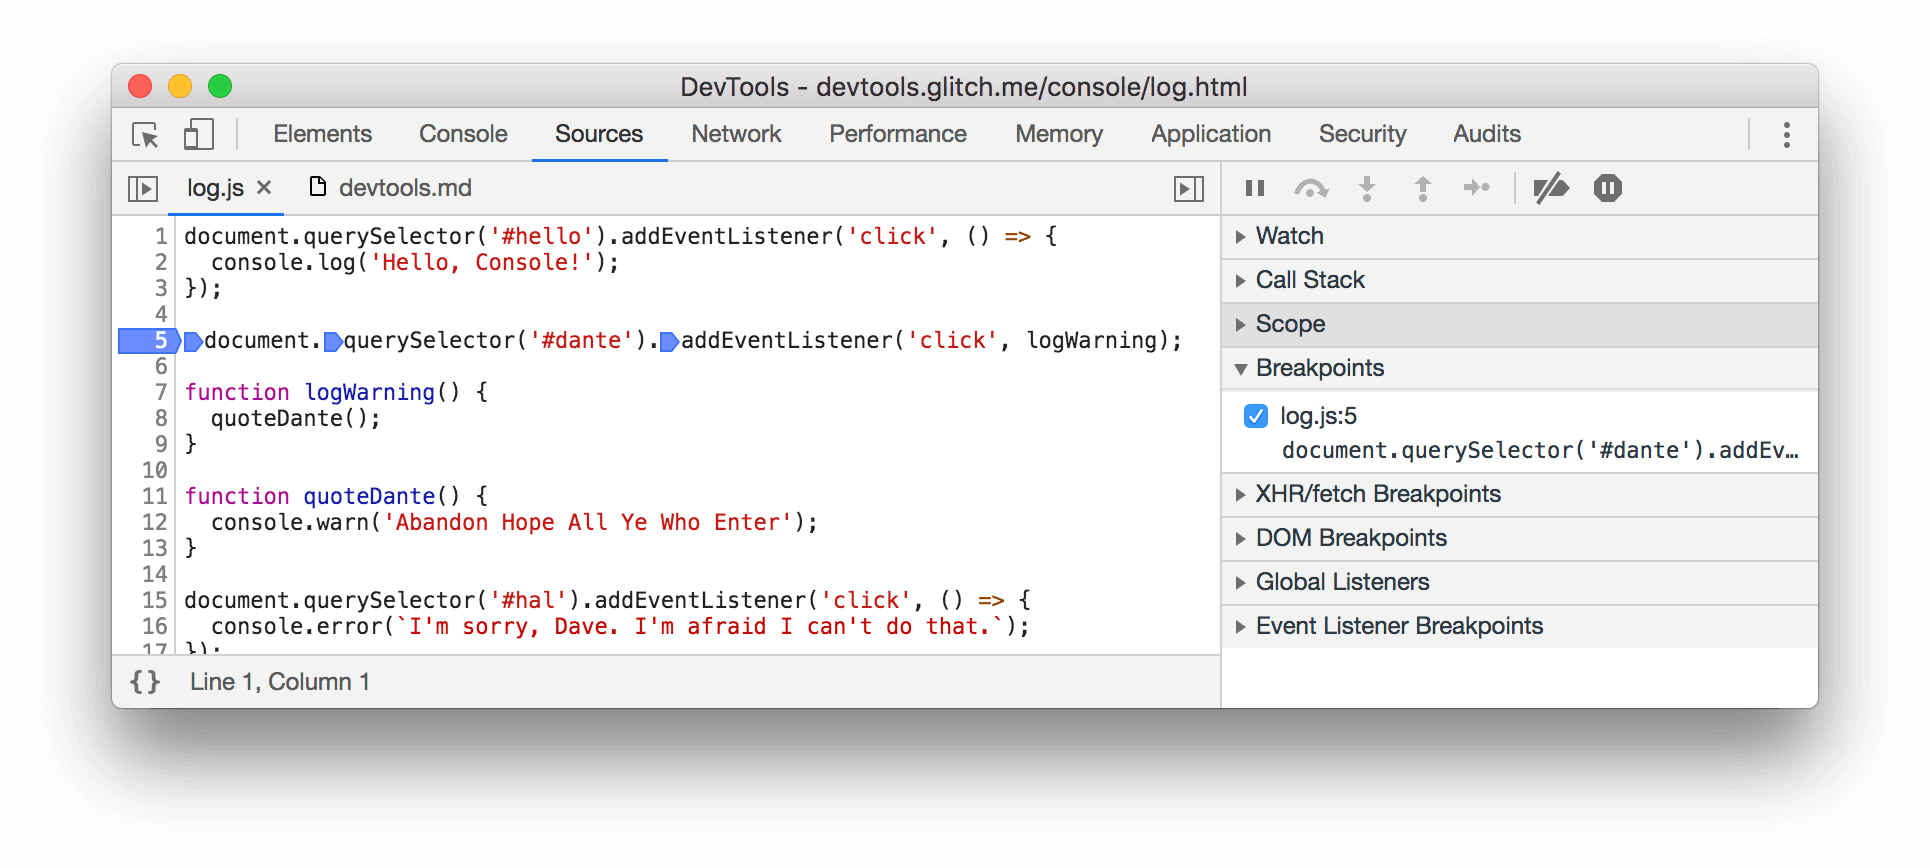 DevTools - devtools.glitch.me/console/log.html
Elements Console Sources Network Performance Memory Application Security Audits
log.js × devtools.md
1 document.querySelector('#hello').addEventListener('click', () => {
2   console.log('Hello, Console!');
3 });
4
5 document.querySelector('#dante').addEventListener('click', logWarning);
6
7 function logWarning() {
8   quoteDante();
9 }
10
11 function quoteDante() {
12   console.warn('Abandon Hope All Ye Who Enter');
13 }
14
15 document.querySelector('#hal').addEventListener('click', () => {
16   console.error(`I'm sorry, Dave. I'm afraid I can't do that.`);
17 });
{} Line 1, Column 1
Watch
Call Stack
Scope
Breakpoints
log.js:5
document.querySelector('#dante').addEv…
XHR/fetch Breakpoints
DOM Breakpoints
Global Listeners
Event Listener Breakpoints